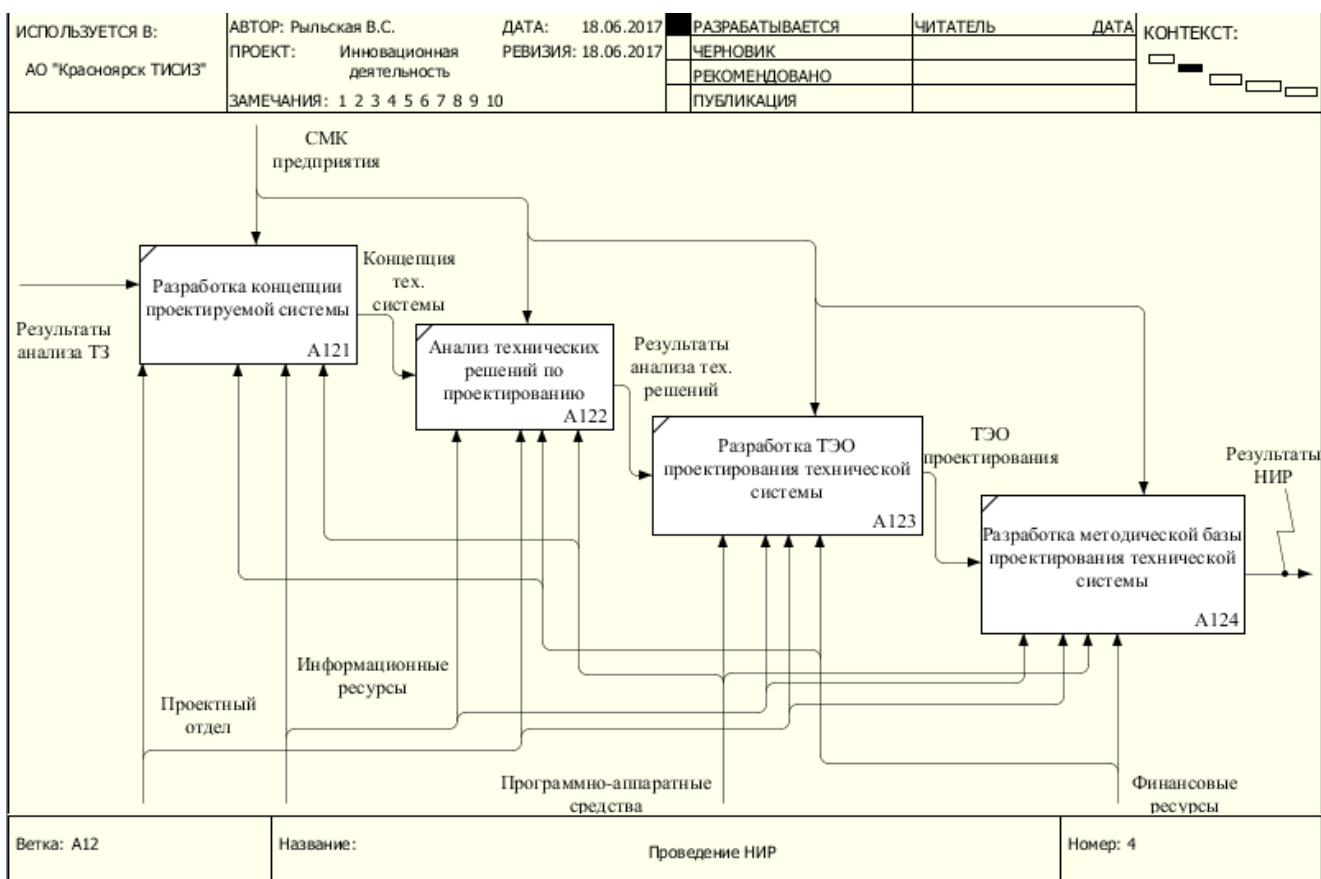 ИСПОЛЬЗУЕТСЯ В:
АО "Красноярск ТИСИЗ"
АВТОР: Рыльская В.С.
ДАТА: 18.06.2017
ПРОЕКТ: Инновационная
деятельность
РЕВИЗИЯ: 18.06.2017
ЗАМЕЧАНИЯ: 1 2 3 4 5 6 7 8 9 10
РАЗРАБАТЫВАЕТСЯ
ЧЕРНОВИК
РЕКОМЕНДОВАНО
ПУБЛИКАЦИЯ
ЧИТАТЕЛЬ
ДАТА
КОНТЕКСТ:
СМК
предприятия
Результаты
анализа ТЗ
Разработка концепции
проектируемой системы
А121
Концепция
тех.
системы
Анализ технических
решений по
проектированию
А122
Результаты
анализа тех.
решений
Разработка ТЭО
проектирования технической
системы
А123
ТЭО
проектирования
Разработка методической базы
проектирования технической
системы
А124
Результаты
НИР
Информационные
ресурсы
Проектный
отдел
Программно-аппаратные
средства
Финансовые
ресурсы
Ветка: А12
Название:
Проведение НИР
Номер: 4